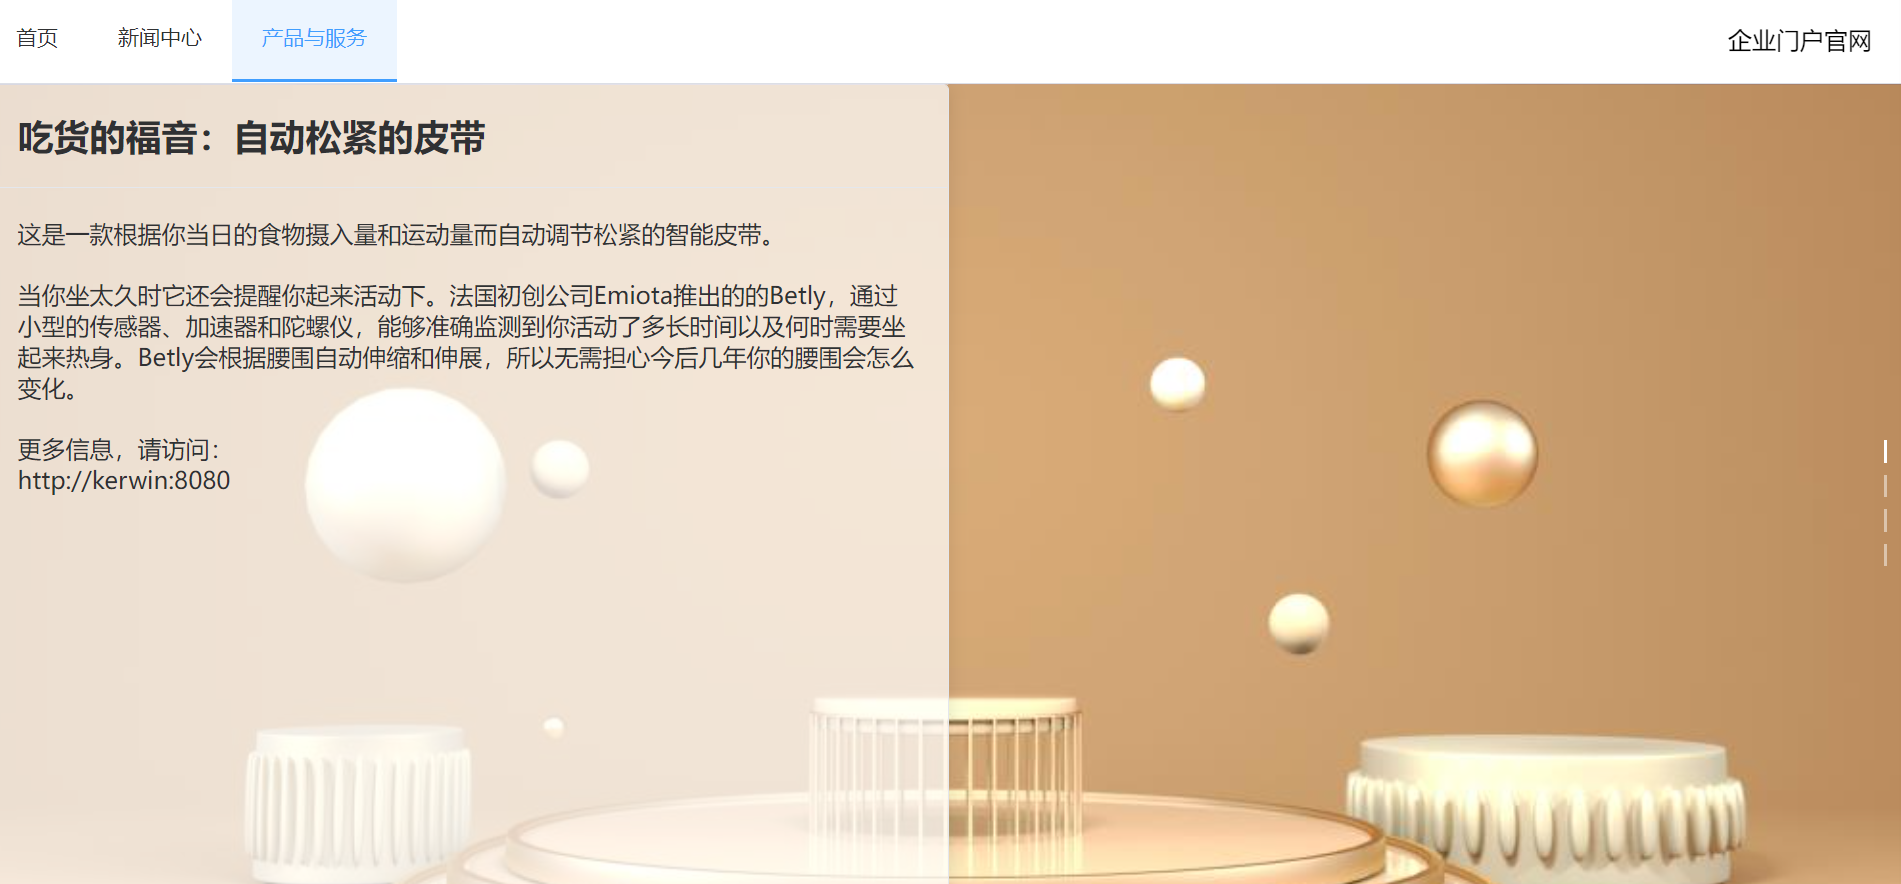 首页
新闻中心
产品与服务
企业门户官网
吃货的福音：自动松紧的皮带
这是一款根据你当日的食物摄入量和运动量而自动调节松紧的智能皮带。
当你坐太久时它还会提醒你起来活动下。法国初创公司Emiota推出的的Betly，通过
小型的传感器、加速器和陀螺仪，能够准确监测到你活动了多长时间以及何时需要坐
起来热身。Betly会根据腰围自动伸缩和伸展，所以无需担心今后几年你的腰围会怎么
变化。
更多信息，请访问：
http://kerwin:8080